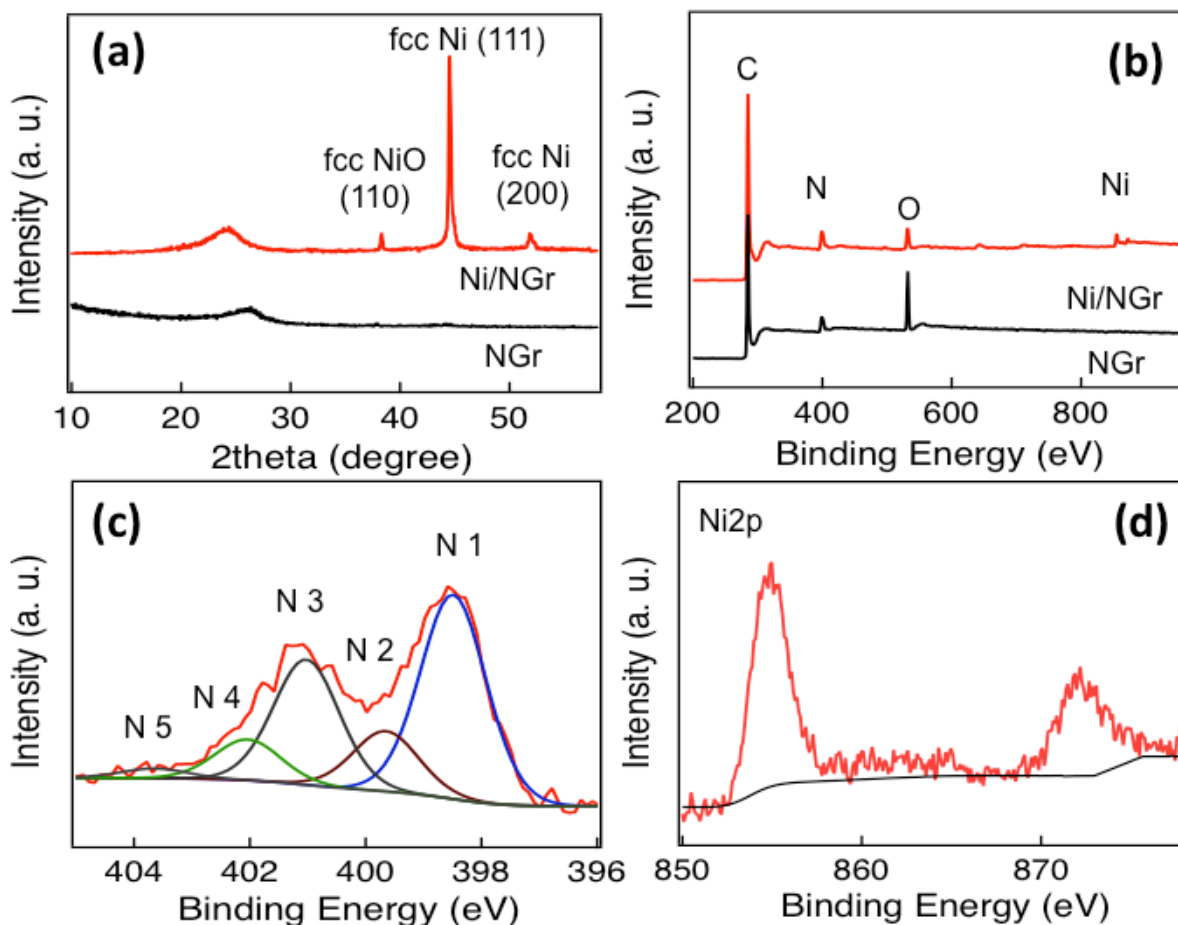 (a)
fcc Ni (111)
fcc NiO
(110)
fcc Ni
(200)
Ni/NGr
NGr
Intensity (a. u.)
10 20 30 40 50
2theta (degree)
(b)
C
N
O
Ni
Ni/NGr
NGr
Intensity (a. u.)
200 400 600 800
Binding Energy (eV)
(c)
N 1
N 3
N 2
N 4
N 5
Intensity (a. u.)
404 402 400 398 396
Binding Energy (eV)
Ni2p
(d)
Intensity (a. u.)
850 860 870
Binding Energy (eV)